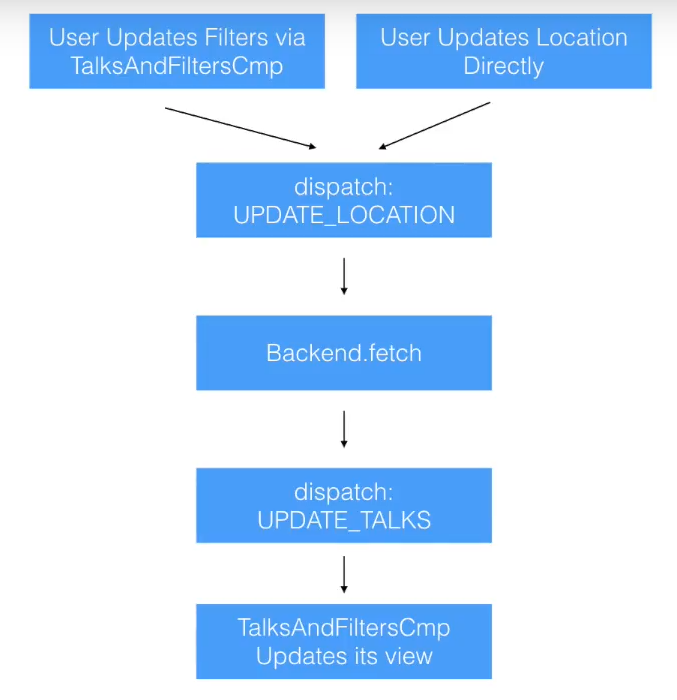 User Updates Filters via
TalksAndFiltersCmp
User Updates Location
Directly
dispatch:
UPDATE_LOCATION
Backend.fetch
dispatch:
UPDATE_TALKS
TalksAndFiltersCmp
Updates its view